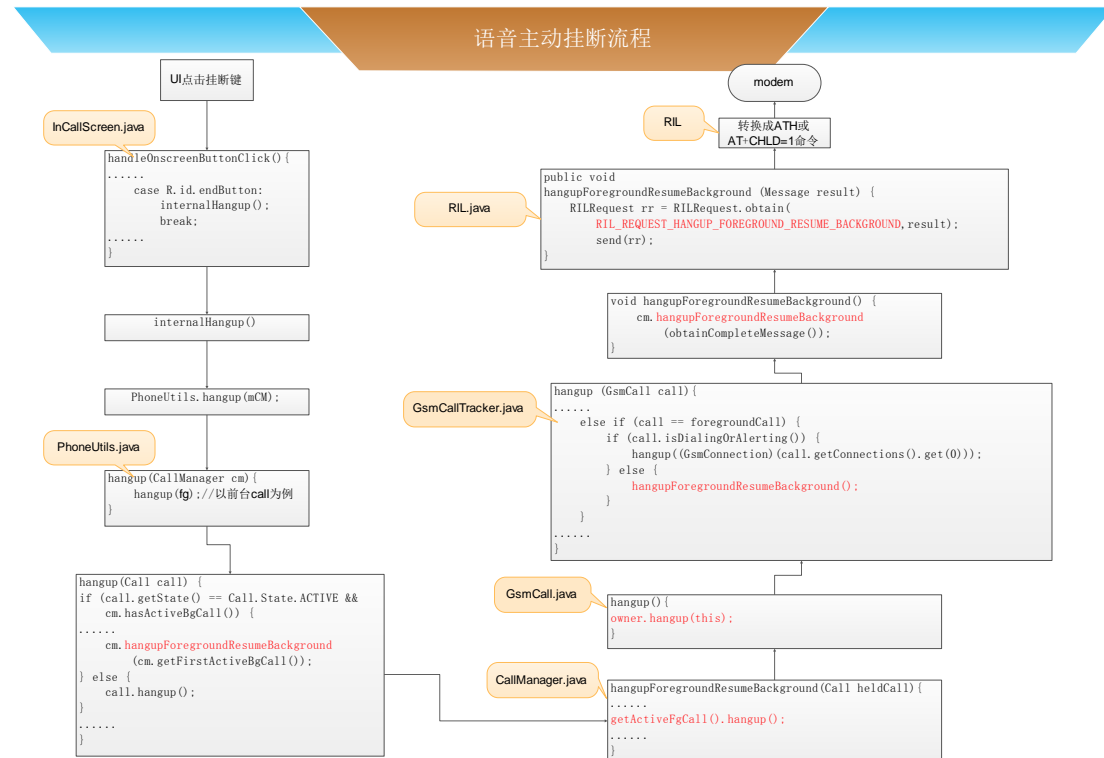 语音主动挂断流程
UI点击挂断键
InCallScreen.java
handleOnscreenButtonClick(){
......
case R.id.endButton:
internalHangup();
break;
......
}
internalHangup()
PhoneUtils.hangup(mCM);
PhoneUtils.java
hangup(CallManager cm){
hangup(fg);//以前台call为例
}
hangup(Call call) {
if (call.getState() == Call.State.ACTIVE &&
cm.hasActiveBgCall()) {
......
cm.hangupForegroundResumeBackground
(cm.getFirstActiveBgCall());
} else {
call.hangup();
}
......
}
CallManager.java
hangupForegroundResumeBackground(Call heldCall){
......
getActiveFgCall().hangup();
......
}
GsmCall.java
hangup(){
owner.hangup(this);
}
GsmCallTracker.java
hangup (GsmCall call){
......
else if (call == foregroundCall) {
if (call.isDialingOrAlerting()) {
hangup((GsmConnection)(call.getConnections().get(0)));
} else {
hangupForegroundResumeBackground();
}
}
......
}
void hangupForegroundResumeBackground() {
cm.hangupForegroundResumeBackground
(obtainCompleteMessage());
}
RIL.java
public void
hangupForegroundResumeBackground (Message result) {
RILRequest rr = RILRequest.obtain(
RIL_REQUEST_HANGUP_FOREGROUND_RESUME_BACKGROUND,result);
send(rr);
}
RIL
转换成ATH或
AT+CHLD=1命令
modem